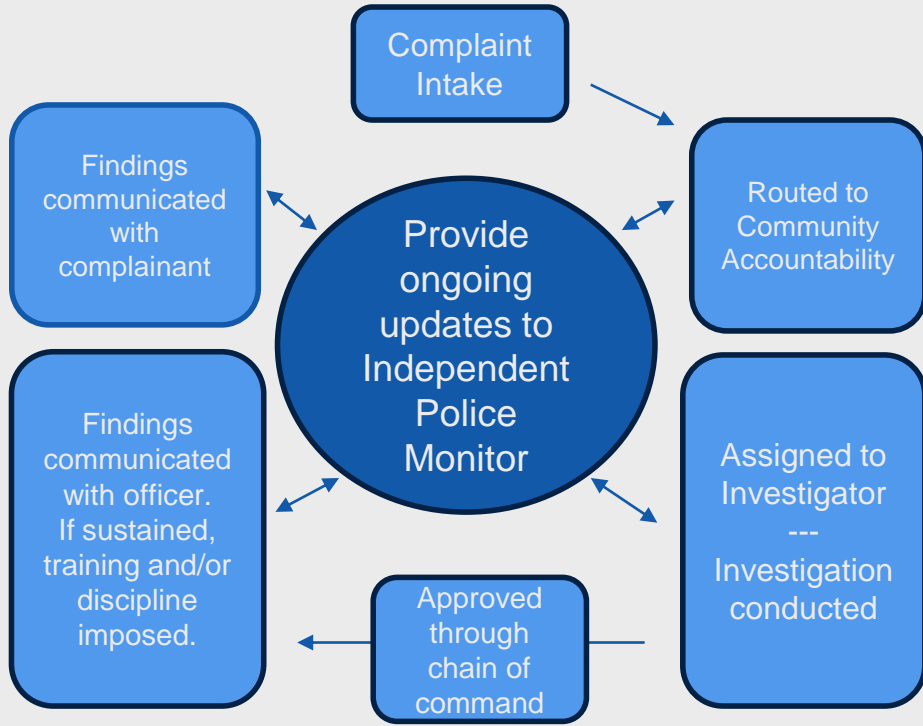 Complaint
Intake
Routed to
Community
Accountability
Assigned to
Investigator
---
Investigation
conducted
Approved
through
chain of
command
Findings
communicated
with officer.
If sustained,
training and/or
discipline
imposed.
Findings
communicated
with
complainant
Provide
ongoing
updates to
Independent
Police
Monitor